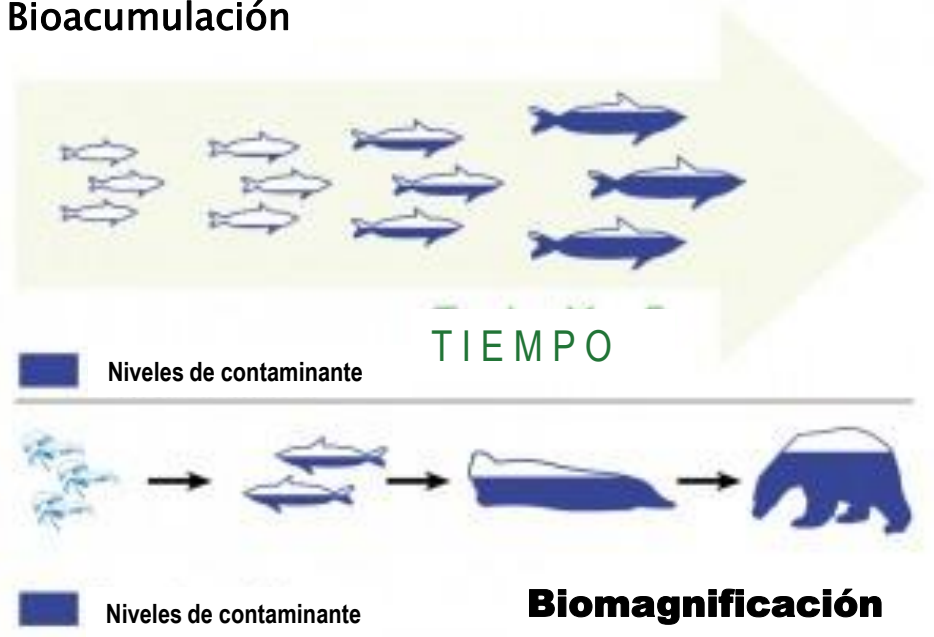 Bioacumulación
TIEMPO
Niveles de contaminante
Niveles de contaminante
Biomagnificación